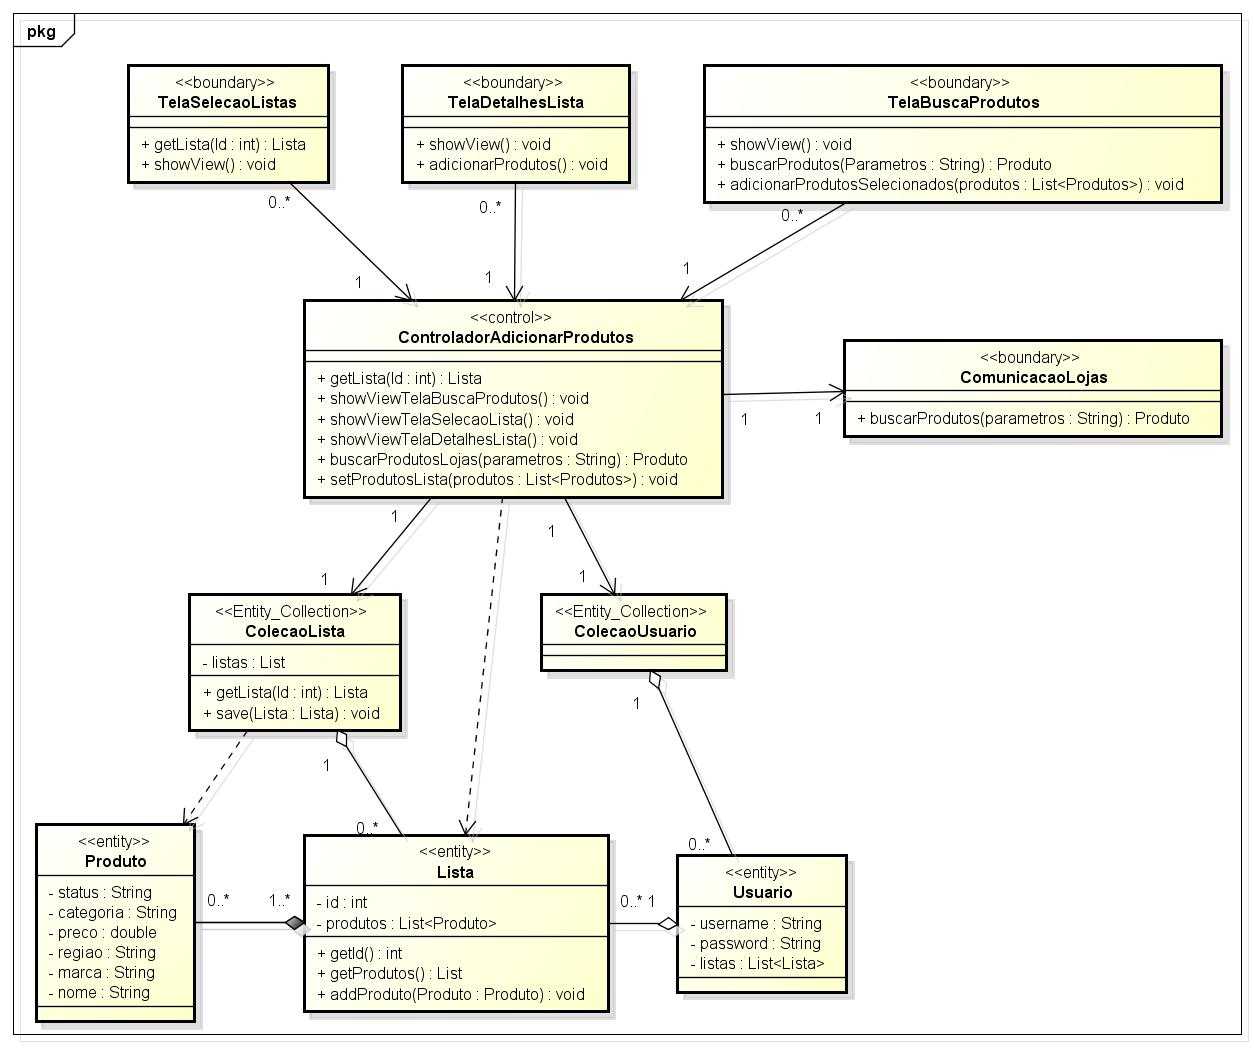 pkg
<<boundary>>
TelaSelecaoListas
+ getLista(Id : int) : Lista
+ showView() : void
<<boundary>>
TelaDetalhesLista
+ showView() : void
+ adicionarProdutos() : void
<<boundary>>
TelaBuscaProdutos
+ showView() : void
+ buscarProdutos(Parametros : String) : Produto
+ adicionarProdutosSelecionados(produtos : List<Produtos>) : void
0..*
0..*
0..*
1
1
1
<<control>>
ControladorAdicionarProdutos
+ getLista(Id : int) : Lista
+ showViewTelaBuscaProdutos() : void
+ showViewTelaSelecaoLista() : void
+ showViewTelaDetalhesLista() : void
+ buscarProdutosLojas(parametros : String) : Produto
+ setProdutosLista(produtos : List<Produtos>) : void
1
1
<<boundary>>
ComunicacaoLojas
+ buscarProdutos(parametros : String) : Produto
1
1
1
1
<<Entity_Collection>>
ColecaoLista
- listas : List
+ getLista(Id : int) : Lista
+ save(Lista : Lista) : void
<<Entity_Collection>>
ColecaoUsuario
1
1
0..*
0..*
<<entity>>
Produto
- status : String
- categoria : String
- preco : double
- regiao : String
- marca : String
- nome : String
0..*
1..*
<<entity>>
Lista
- id : int
- produtos : List<Produto>
+ getId() : int
+ getProdutos() : List
+ addProduto(Produto : Produto) : void
0..*
1
<<entity>>
Usuario
- username : String
- password : String
- listas : List<Lista>